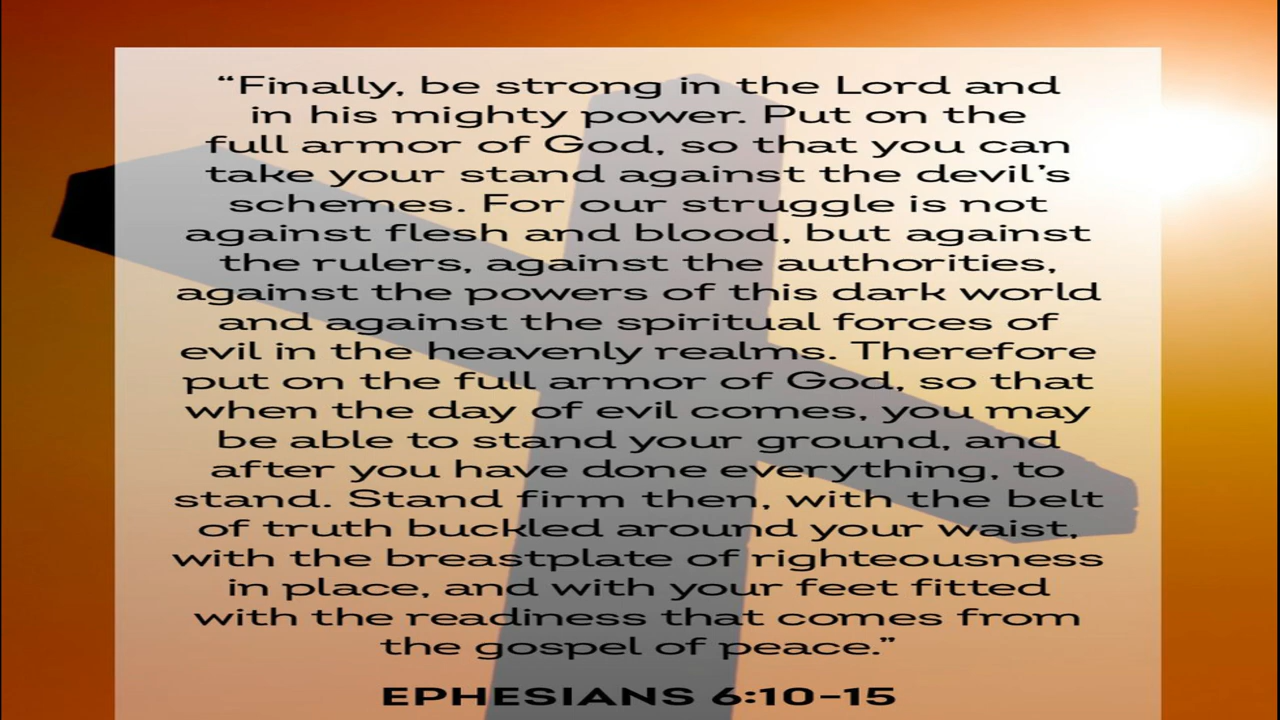 “Finally, be strong in the Lord and
in his mighty power. Put on the
full armor of God, so that you can
take your stand against the devil’s
schemes. For our struggle is not
against flesh and blood, but against
the rulers, against the authorities,
against the powers of this dark world
and against the spiritual forces of
evil in the heavenly realms. Therefore
put on the full armor of God, so that
when the day of evil comes, you may
be able to stand your ground, and
after you have done everything, to
stand. Stand firm then, with the belt
of truth buckled around your waist,
with the breastplate of righteousness
in place, and with your feet fitted
with the readiness that comes from
the gospel of peace.”
EPHESIANS 6:10-15